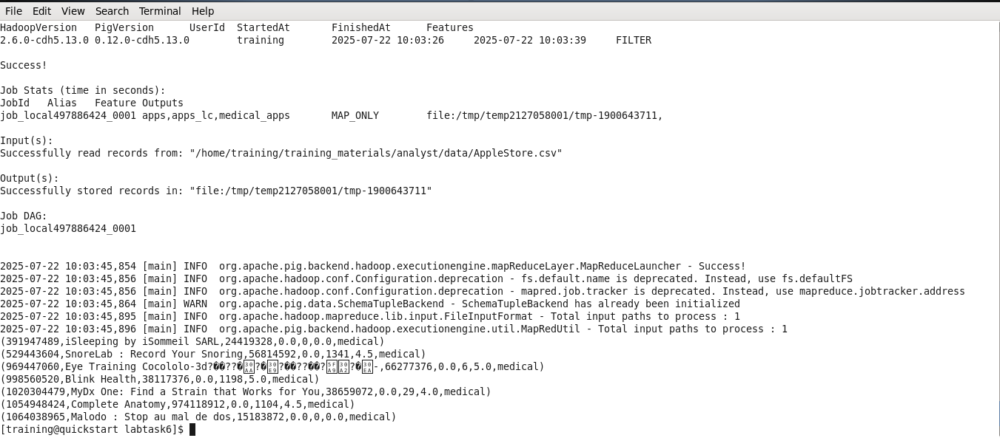 File Edit View Search Terminal Help
HadoopVersion PigVersion UserId StartedAt FinishedAt Features
2.6.0-cdh5.13.0 0.12.0-cdh5.13.0 training 2025-07-22 10:03:26 2025-07-22 10:03:39 FILTER
Success!
Job Stats (time in seconds):
JobId Alias Feature Outputs
job_local497886424_0001 apps,apps_lc,medical_apps MAP_ONLY file:/tmp/temp2127058001/tmp-1900643711,
Input(s):
Successfully read records from: "/home/training/training_materials/analyst/data/AppleStore.csv"
Output(s):
Successfully stored records in: "file:/tmp/temp2127058001/tmp-1900643711"
Job DAG:
job_local497886424_0001
2025-07-22 10:03:45,854 [main] INFO org.apache.pig.backend.hadoop.executionengine.mapReduceLayer.MapReduceLauncher - Success!
2025-07-22 10:03:45,856 [main] INFO org.apache.hadoop.conf.Configuration.deprecation - fs.default.name is deprecated. Instead, use fs.defaultFS
2025-07-22 10:03:45,856 [main] INFO org.apache.hadoop.conf.Configuration.deprecation - mapred.job.tracker is deprecated. Instead, use mapreduce.jobtracker.address
2025-07-22 10:03:45,864 [main] WARN org.apache.pig.data.SchemaTupleBackend - SchemaTupleBackend has already been initialized
2025-07-22 10:03:45,895 [main] INFO org.apache.hadoop.mapreduce.lib.input.FileInputFormat - Total input paths to process : 1
2025-07-22 10:03:45,896 [main] INFO org.apache.pig.backend.hadoop.executionengine.util.MapRedUtil - Total input paths to process : 1
(391947489,iSleeping by iSommeil SARL,24419328,0.0,0,0.0,medical)
(529443604,SnoreLab : Record Your Snoring,56814592,0.0,1341,4.5,medical)
(969447060,Eye Training Cocololo-3d?��??�オ?�ラ?��??��?復ア?�リ-,66277376,0.0,6,5.0,medical)
(998560520,Blink Health,38117376,0.0,1198,5.0,medical)
(1020304479,MyDx One: Find a Strain that Works for You,38659072,0.0,29,4.0,medical)
(1054948424,Complete Anatomy,974118912,0.0,1104,4.5,medical)
(1064038965,Malodo : Stop au mal de dos,15183872,0.0,0,0.0,medical)
[training@quickstart labtask6]$